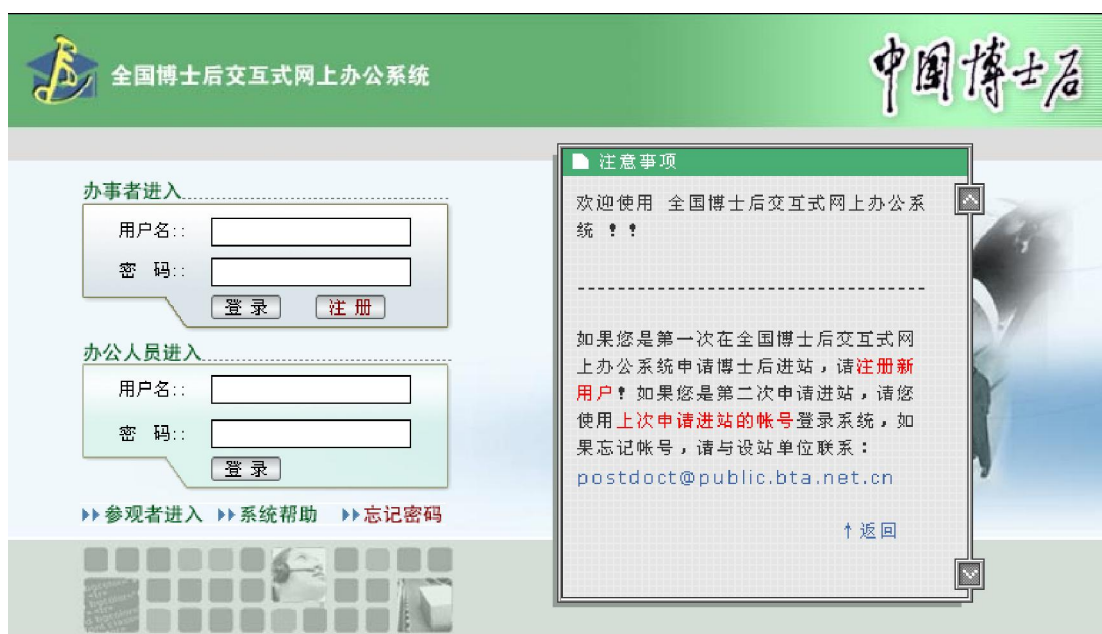 全国博士后交互式网上办公系统
中国博士后
办事者进入
用户名::
密 码::
登录 注册
办公人员进入
用户名::
密 码::
登录
参观者进入 系统帮助 忘记密码
注意事项
欢迎使用 全国博士后交互式网上办公系
统 !!
----------------------------------
如果您是第一次在全国博士后交互式网
上办公系统申请博士后进站,请注册新
用户!如果您是第二次申请进站,请您
使用上次申请进站的帐号登录系统,如
果忘记帐号,请与设站单位联系:
postdoct@public.bta.net.cn
↑返回